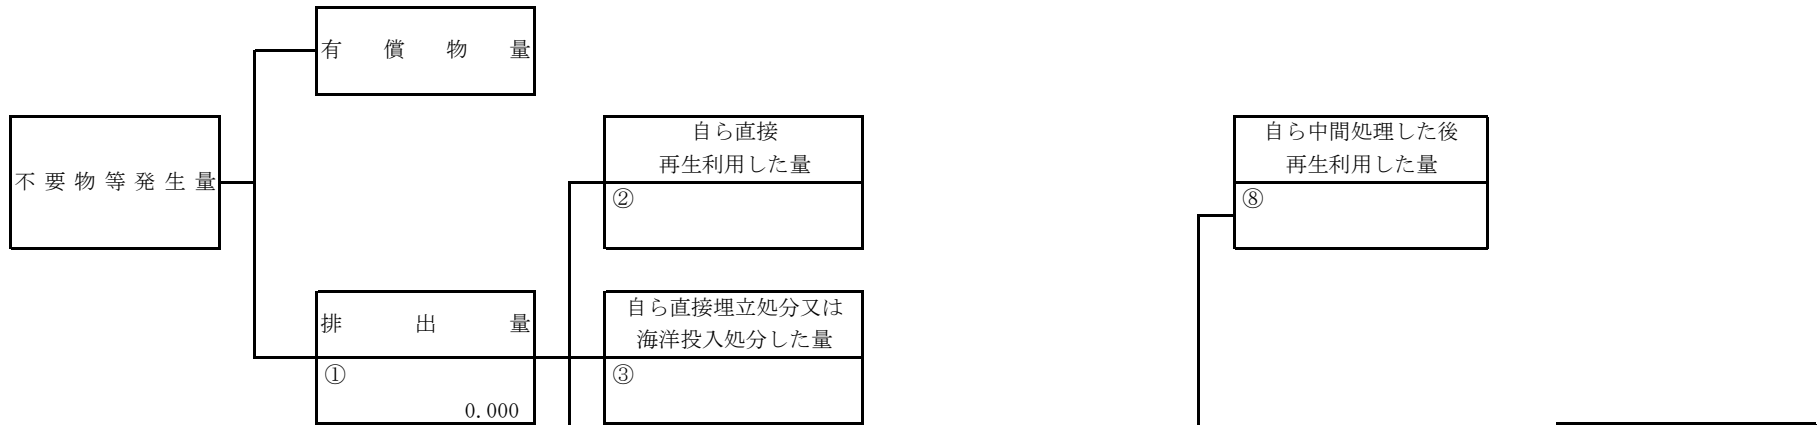 有償物量
不要物等発生量
自ら直接
再生利用した量
②
自ら中間処理した後
再生利用した量
⑧
排出量
①
0.000
自ら直接埋立処分又は
海洋投入処分した量
③